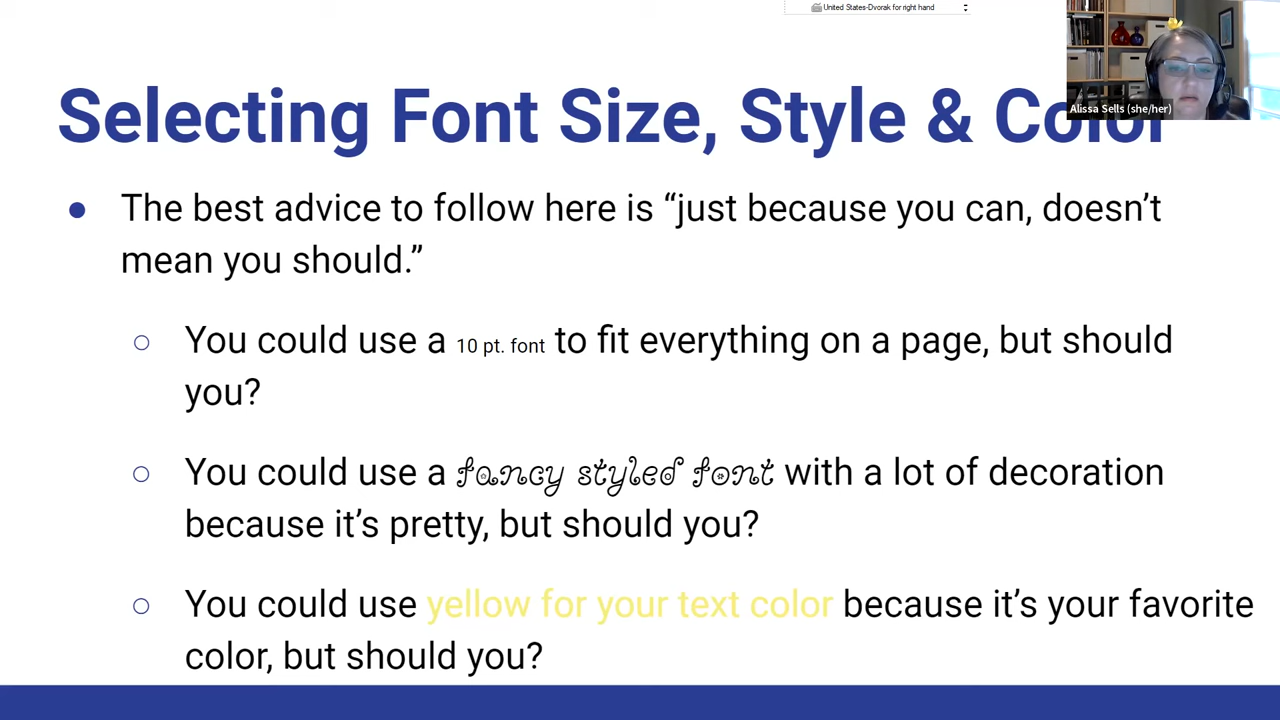 United States-Dvorak for right hand
Alissa Sells (she/her)
Selecting Font Size, Style & Color
● The best advice to follow here is “just because you can, doesn’t
mean you should.”
○ You could use a 10 pt. font to fit everything on a page, but should
you?
○ You could use a fancy styled font with a lot of decoration
because it’s pretty, but should you?
○ You could use yellow for your text color because it’s your favorite
color, but should you?